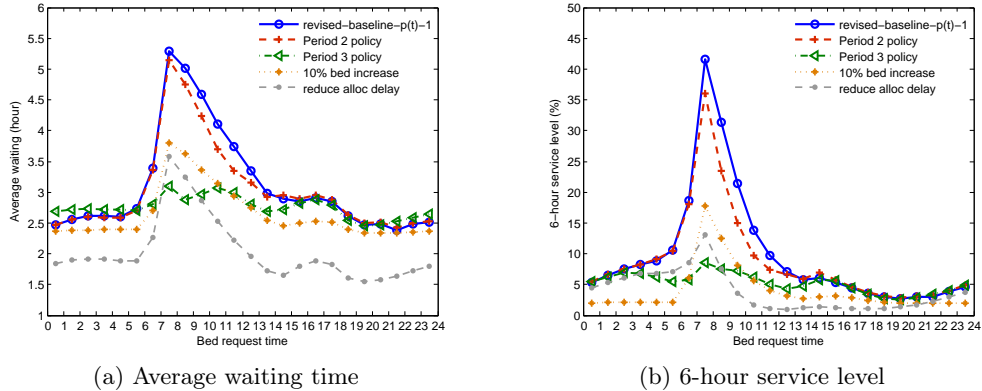 6
5.5
5
4.5
4
3.5
3
2.5
2
1.5
1
Average waiting (hour)
0 1 2 3 4 5 6 7 8 9 10 11 12 13 14 15 16 17 18 19 20 21 22 23 24
Bed request time
revised-baseline-p(t)-1
Period 2 policy
Period 3 policy
10% bed increase
reduce alloc delay
(a) Average waiting time
50
45
40
35
30
25
20
15
10
5
0
6-hour service level (%)
0 1 2 3 4 5 6 7 8 9 10 11 12 13 14 15 16 17 18 19 20 21 22 23 24
Bed request time
revised-baseline-p(t)-1
Period 2 policy
Period 3 policy
10% bed increase
reduce alloc delay
(b) 6-hour service level